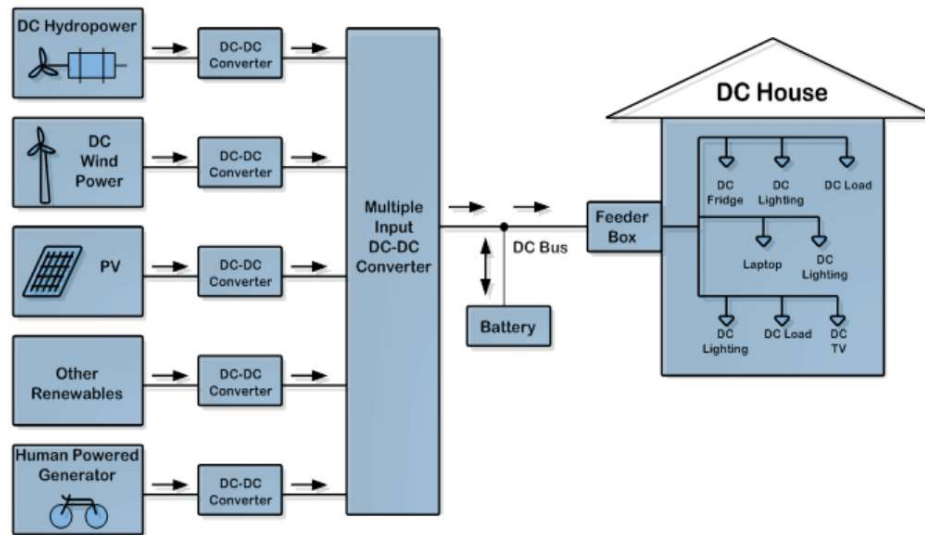 DC Hydropower
DC-DC
Converter
DC
Wind
Power
DC-DC
Converter
PV
DC-DC
Converter
Other
Renewables
DC-DC
Converter
Human Powered
Generator
DC-DC
Converter
Multiple
Input
DC-DC
Converter
DC Bus
Battery
Feeder
Box
DC House
DC
Fridge
DC
Lighting
DC Load
Laptop
DC
Lighting
DC
Lighting
DC Load
DC
TV